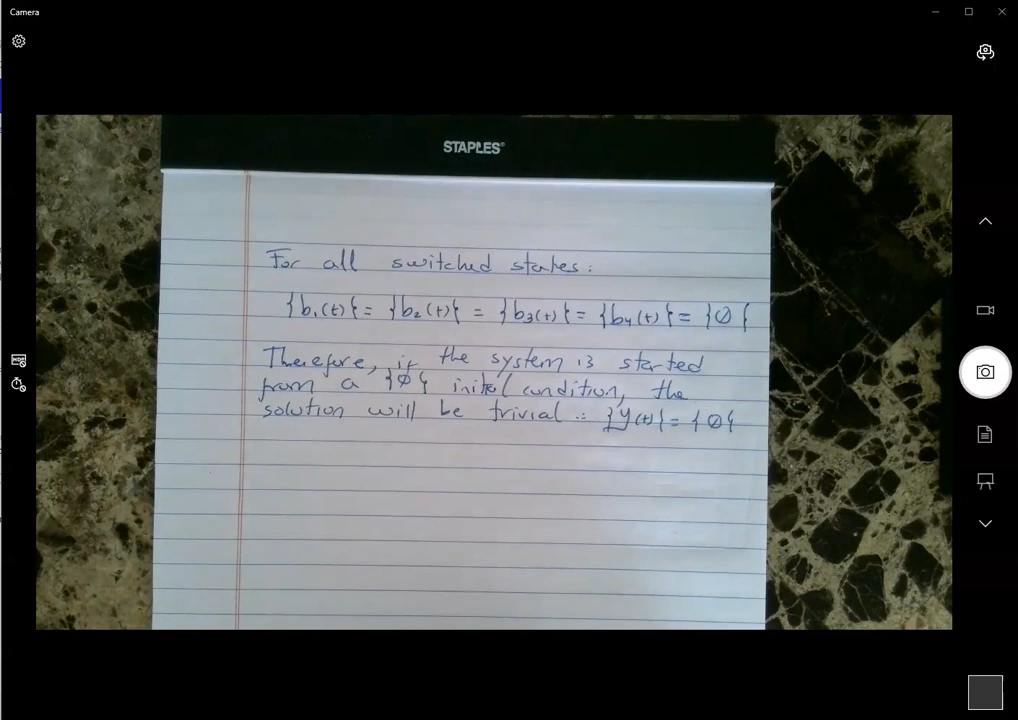 Camera
STAPLES®
For all switched states:
{b₁(t)} = {b₂(t)} = {b₃(t)} = {b₄(t)} = {0}
Therefore, if the system is started
from a {0} initial condition, the
solution will be trivial ∴ {y(t)} = {0}